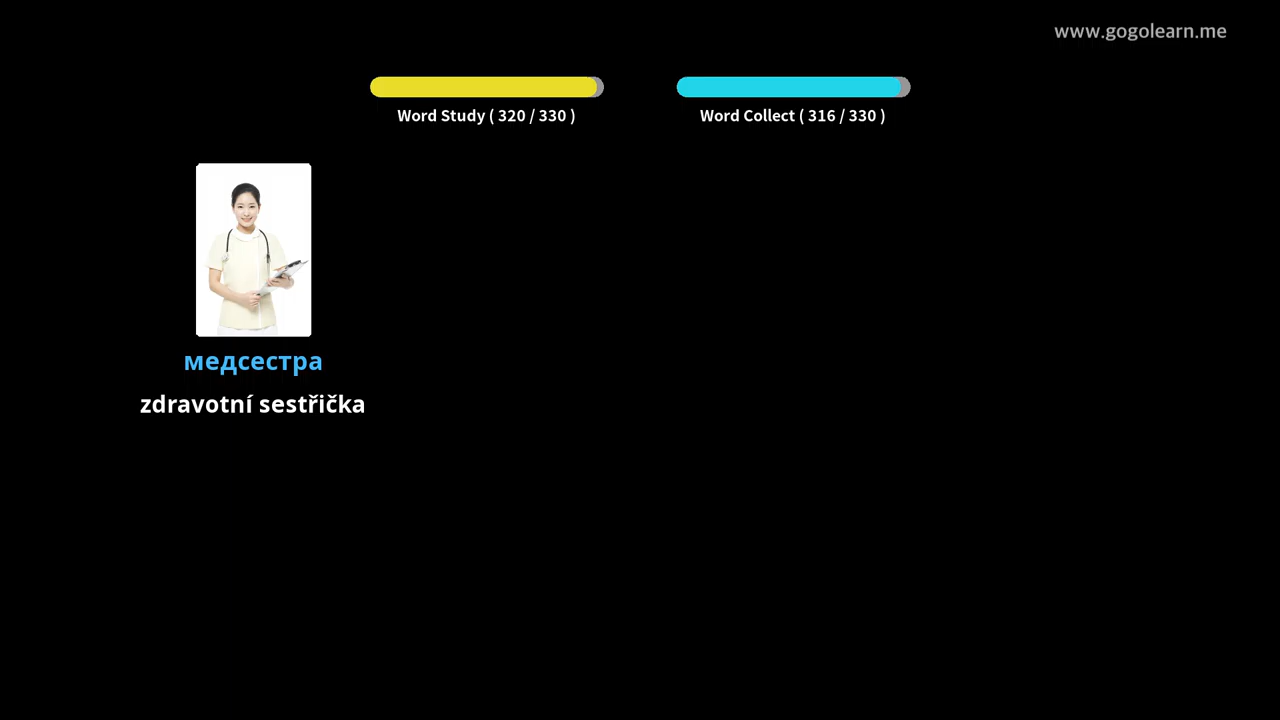 www.gogolearn.me
Word Study ( 320 / 330 )
Word Collect ( 316 / 330 )
медсестра
zdravotní sestřička